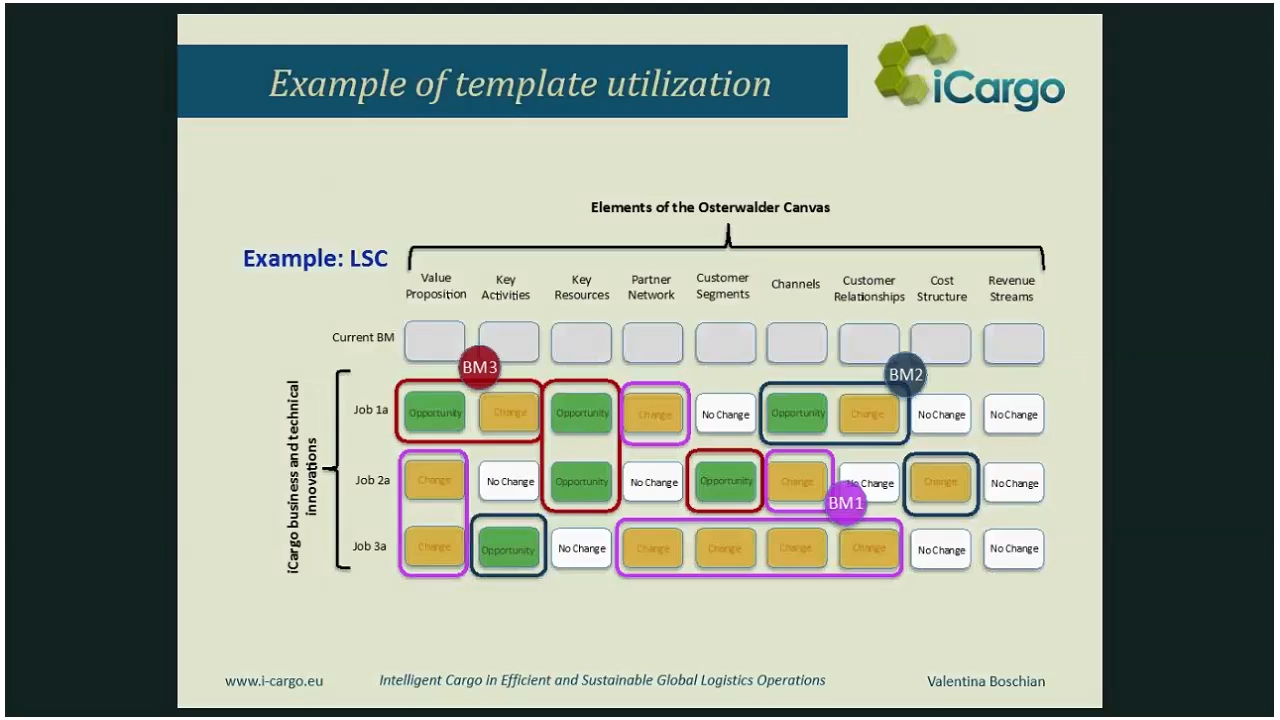 Example of template utilization
iCargo
Elements of the Osterwalder Canvas
Example: LSC
Value Proposition
Key Activities
Key Resources
Partner Network
Customer Segments
Channels
Customer Relationships
Cost Structure
Revenue Streams
Current BM
BM3
BM2
iCargo business and technical innovations
Job 1a
Opportunity
Change
Opportunity
Change
No Change
Opportunity
Change
No Change
No Change
Job 2a
Change
No Change
Opportunity
No Change
Opportunity
Change
No Change
Change
No Change
BM1
Job 3a
Change
Opportunity
No Change
Change
Change
Change
Change
No Change
No Change
www.i-cargo.eu
Intelligent Cargo in Efficient and Sustainable Global Logistics Operations
Valentina Boschian